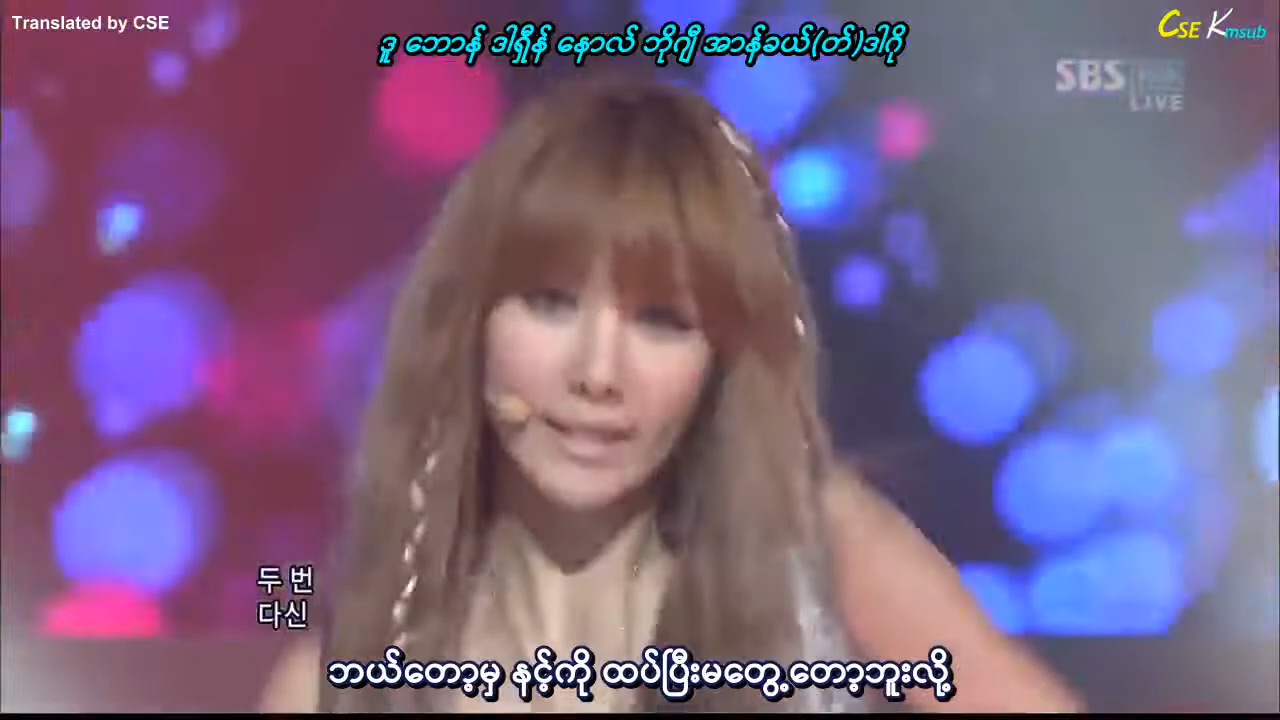 Translated by CSE
CSE Kmsub
ဒူ ဘောန် ဒါရှီန် နောလ် ဘိုဂျီ အာန်ခယ်(တ်)ဒါဂို
SBS
LIVE
두 번
다신
ဘယ်တော့မှ နင့်ကို ထပ်ပြီးမတွေ့တော့ဘူးလို့